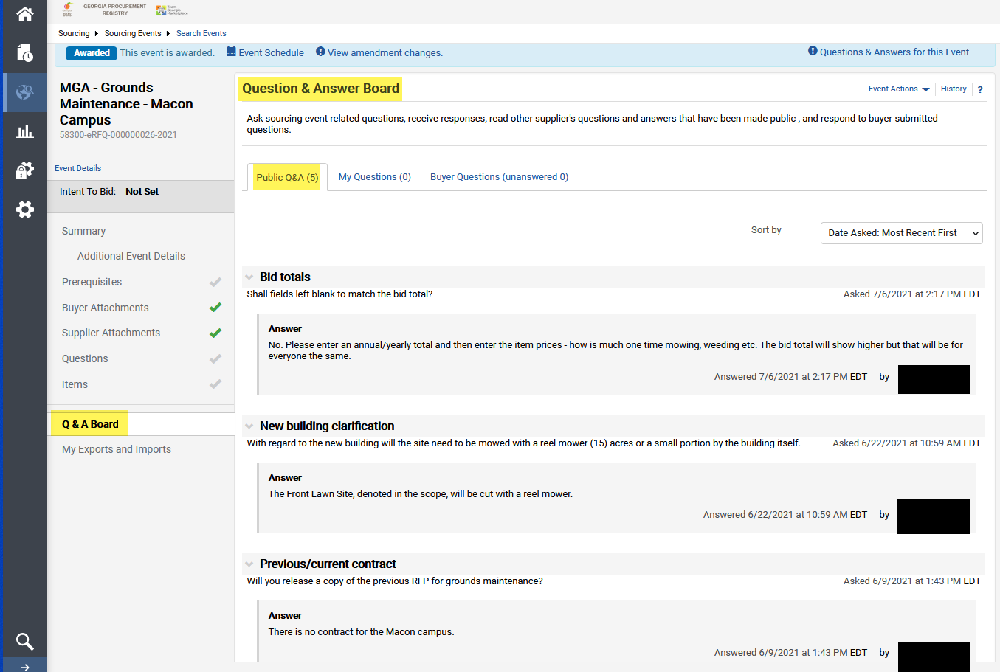 GEORGIA PROCUREMENT
REGISTRY
DOAS
Team
Georgia
Marketplace
Sourcing Sourcing Events Search Events
Awarded This event is awarded. Event Schedule View amendment changes. Questions & Answers for this Event
MGA - Grounds
Maintenance - Macon
Campus
58300-eRFQ-000000026-2021
Event Details
Intent To Bid: Not Set
Summary
Additional Event Details
Prerequisites
Buyer Attachments
Supplier Attachments
Questions
Items
Q & A Board
My Exports and Imports
Question & Answer Board
Event Actions History ?
Ask sourcing event related questions, receive responses, read other supplier's questions and answers that have been made public , and respond to buyer-submitted
questions.
Public Q&A (5) My Questions (0) Buyer Questions (unanswered 0)
Sort by Date Asked: Most Recent First
Bid totals
Shall fields left blank to match the bid total? Asked 7/6/2021 at 2:17 PM EDT
Answer
No. Please enter an annual/yearly total and then enter the item prices - how is much one time mowing, weeding etc. The bid total will show higher but that will be for
everyone the same.
Answered 7/6/2021 at 2:17 PM EDT by
New building clarification
With regard to the new building will the site need to be mowed with a reel mower (15) acres or a small portion by the building itself. Asked 6/22/2021 at 10:59 AM EDT
Answer
The Front Lawn Site, denoted in the scope, will be cut with a reel mower.
Answered 6/22/2021 at 10:59 AM EDT by
Previous/current contract
Will you release a copy of the previous RFP for grounds maintenance? Asked 6/9/2021 at 1:43 PM EDT
Answer
There is no contract for the Macon campus.
Answered 6/9/2021 at 1:43 PM EDT by